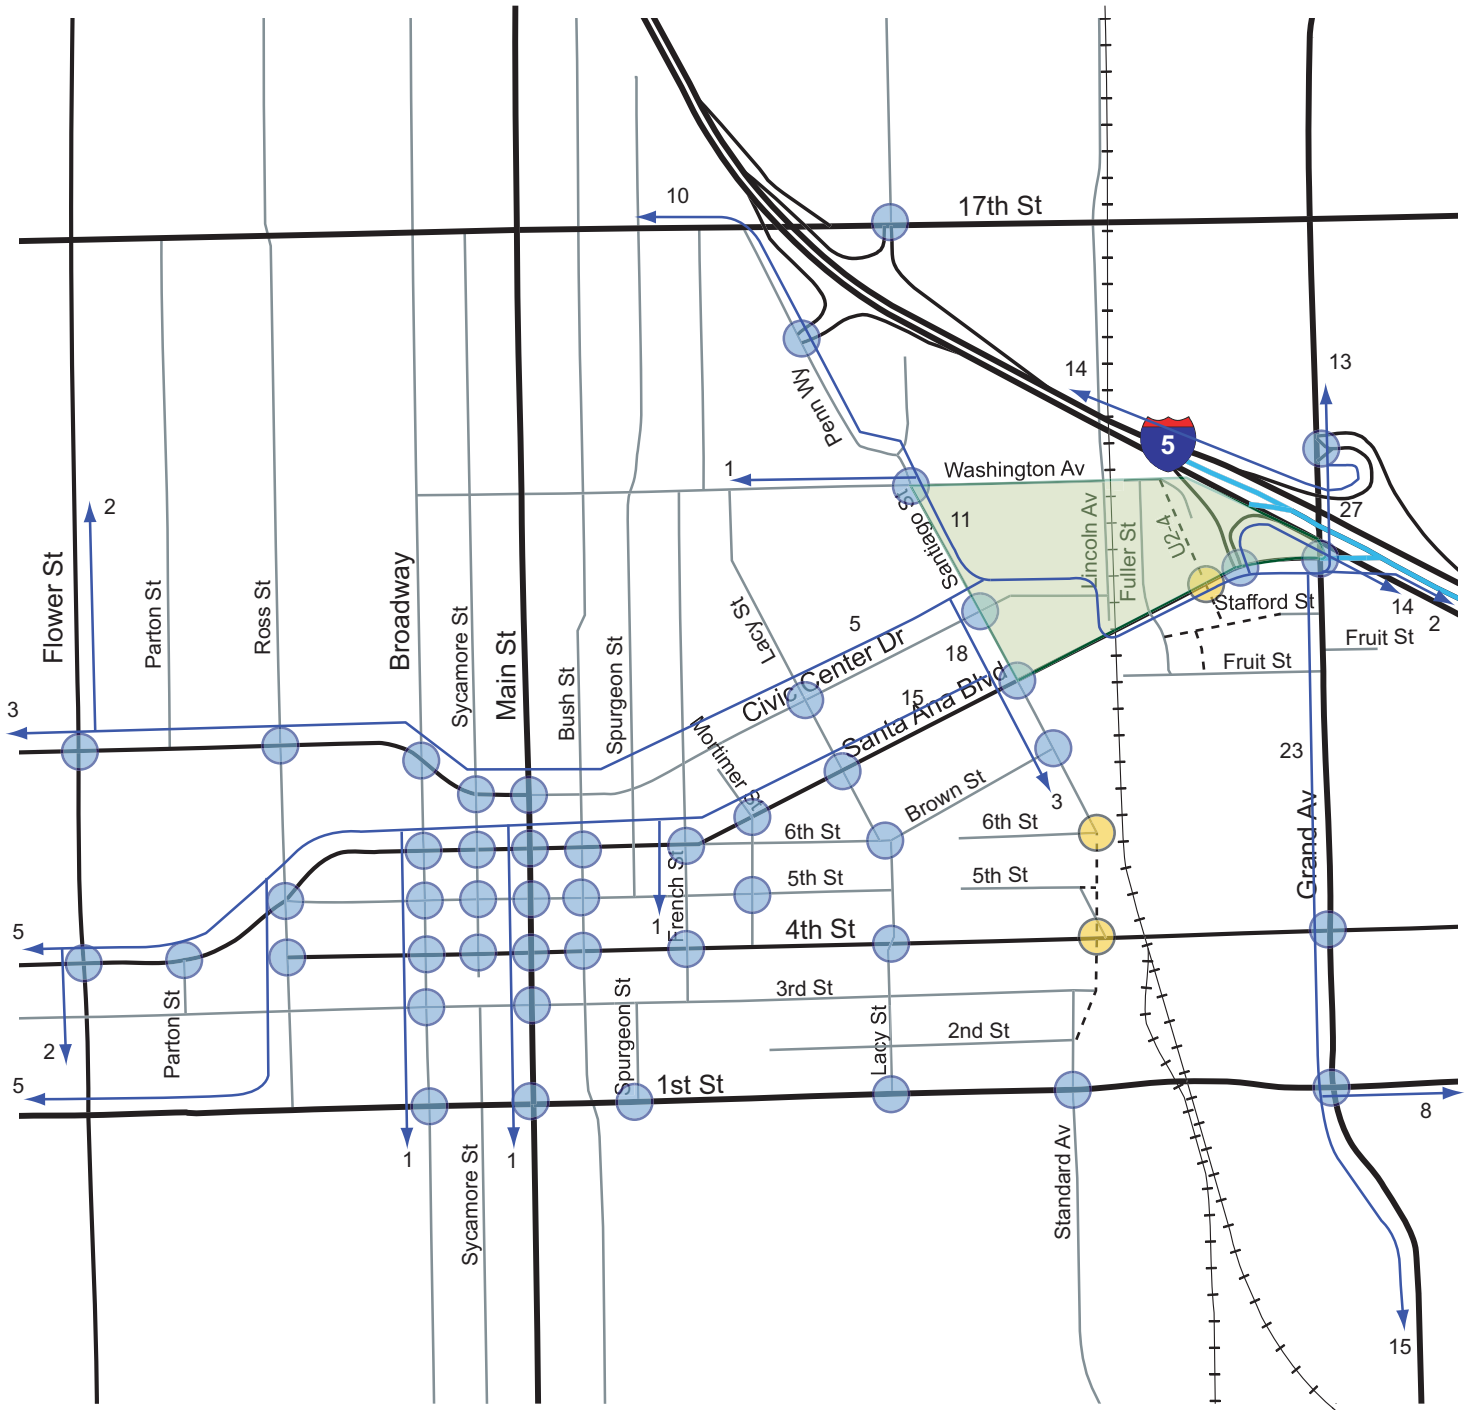 10
17th St
14
13
5
Penn Wy
1
Washington Av
27
11
Santiago St
Lincoln Av
Fuller St
U2-4
2
Flower St
Parton St
Ross St
Broadway
Sycamore St
Main St
Bush St
Spurgeon St
Lacy St
5
Civic Center Dr
Stafford St
14
2
Fruit St
Fruit St
18
15
Santa Ana Blvd
3
Mortimer St
23
Brown St
3
Grand Av
6th St
6th St
5th St
5th St
French St
1
4th St
5
3rd St
2nd St
2
Parton St
Spurgeon St
Lacy St
1st St
5
8
1
1
Sycamore St
Standard Av
15